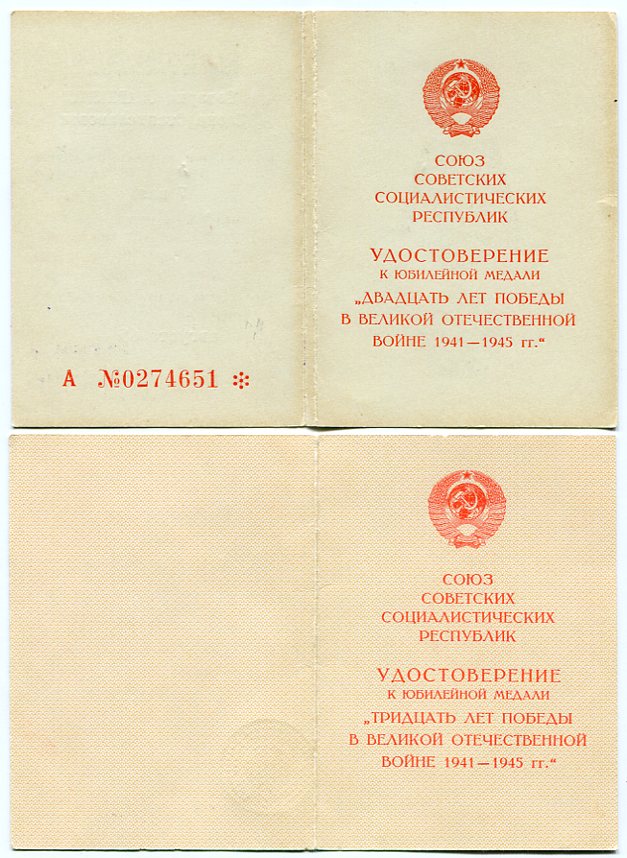 СОЮЗ
СОВЕТСКИХ
СОЦИАЛИСТИЧЕСКИХ
РЕСПУБЛИК
УДОСТОВЕРЕНИЕ
К ЮБИЛЕЙНОЙ МЕДАЛИ
„ДВАДЦАТЬ ЛЕТ ПОБЕДЫ
В ВЕЛИКОЙ ОТЕЧЕСТВЕННОЙ
ВОЙНЕ 1941—1945 гг.“
А №0274651
СОЮЗ
СОВЕТСКИХ
СОЦИАЛИСТИЧЕСКИХ
РЕСПУБЛИК
УДОСТОВЕРЕНИЕ
К ЮБИЛЕЙНОЙ МЕДАЛИ
„ТРИДЦАТЬ ЛЕТ ПОБЕДЫ
В ВЕЛИКОЙ ОТЕЧЕСТВЕННОЙ
ВОЙНЕ 1941—1945 гг.“